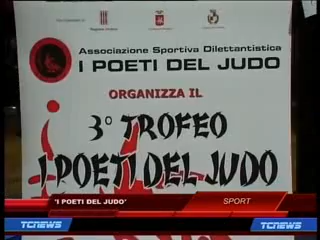 Associazione Sportiva Dilettantistica
I POETI DEL JUDO
ORGANIZZA IL
3° TROFEO
I POETI DEL JUDO
'I POETI DEL JUDO'
SPORT
TCNEWS
TCNEWS